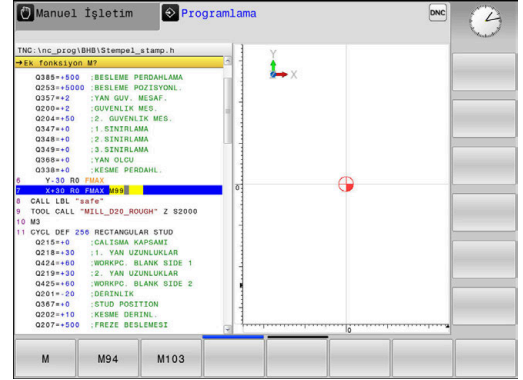 Manuel İşletim
Programlama
DNC
TNC:\nc_prog\BHB\Stempel_stamp.h
→Ek fonksiyon M?
Q385=+500 ;BESLEME PERDAHLAMA
Q253=+5000 ;BESLEME POZISYONL.
Q357=+2 ;YAN GUV. MESAF.
Q200=+2 ;GUVENLIK MES.
Q204=+50 ;2. GUVENLIK MES.
Q347=+0 ;1.SINIRLAMA
Q348=+0 ;2.SINIRLAMA
Q349=+0 ;3.SINIRLAMA
Q368=+0 ;YAN OLCU
Q338=+0 ;KESME PERDAHL.
6 Y-30 R0 FMAX
7 X+30 R0 FMAX M99
8 CALL LBL "safe"
9 TOOL CALL "MILL_D20_ROUGH" Z S2000
10 M3
11 CYCL DEF 256 RECTANGULAR STUD
Q215=+0 ;CALISMA KAPSAMI
Q218=+30 ;1. YAN UZUNLUKLAR
Q424=+60 ;WORKPC. BLANK SIDE 1
Q219=+30 ;2. YAN UZUNLUKLAR
Q425=+60 ;WORKPC. BLANK SIDE 2
Q201=-20 ;DERINLIK
Q367=+0 ;STUD POSITION
Q202=+10 ;KESME DERINL.
Q207=+500 ;FREZE BESLEMESI
Y
X
0
0
M M94 M103